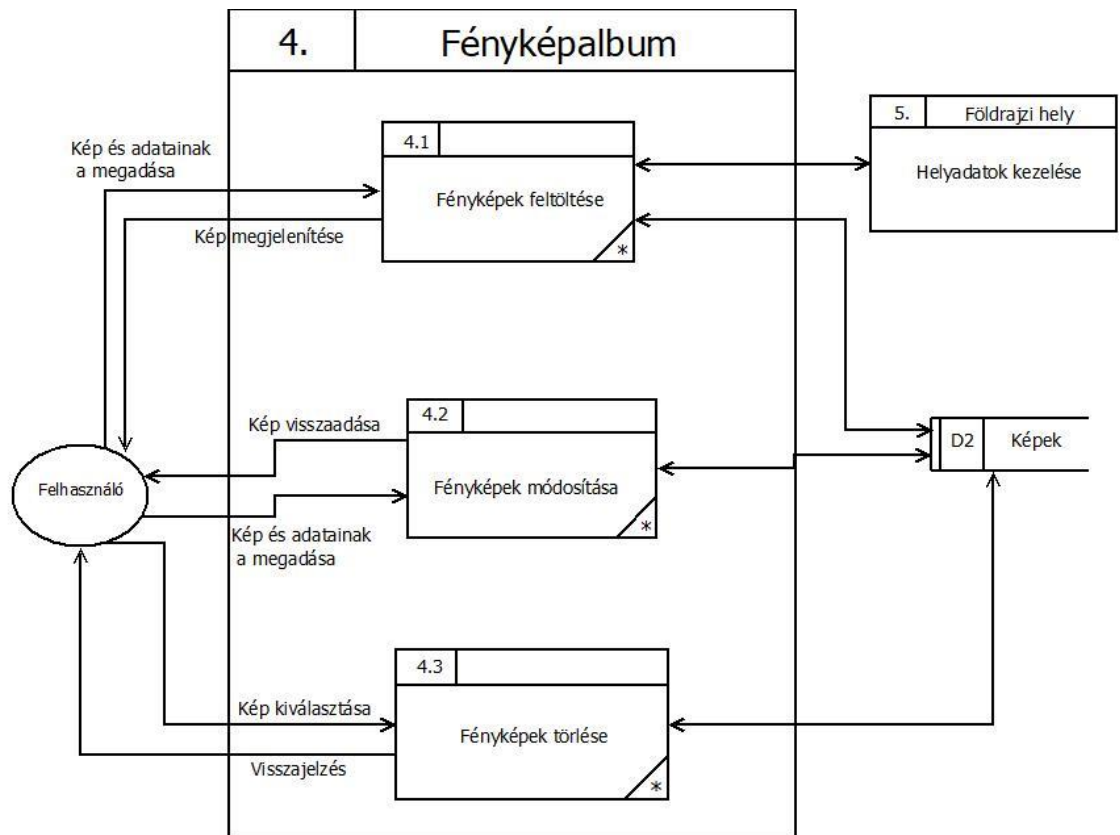 4. Fényképalbum
5. Földrajzi hely
Helyadatok kezelése
4.1
Fényképek feltöltése
*
Kép és adatainak
a megadása
Kép megjelenítése
4.2
Fényképek módosítása
*
Kép visszaadása
Felhasználó
Kép és adatainak
a megadása
D2 Képek
4.3
Fényképek törlése
*
Kép kiválasztása
Visszajelzés